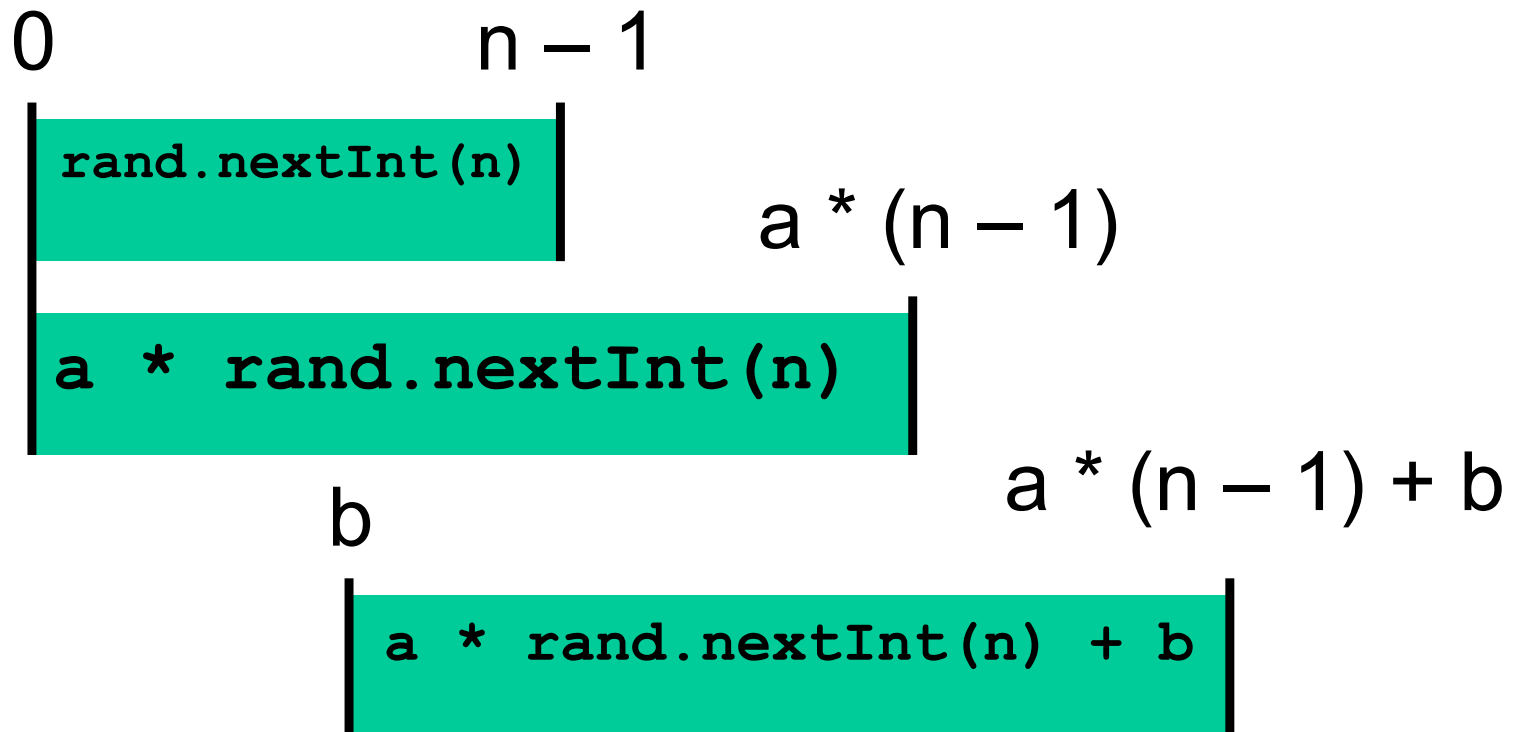 0 n – 1
rand.nextInt(n)
a * (n – 1)
a * rand.nextInt(n)
a * (n – 1) + b
b
a * rand.nextInt(n) + b